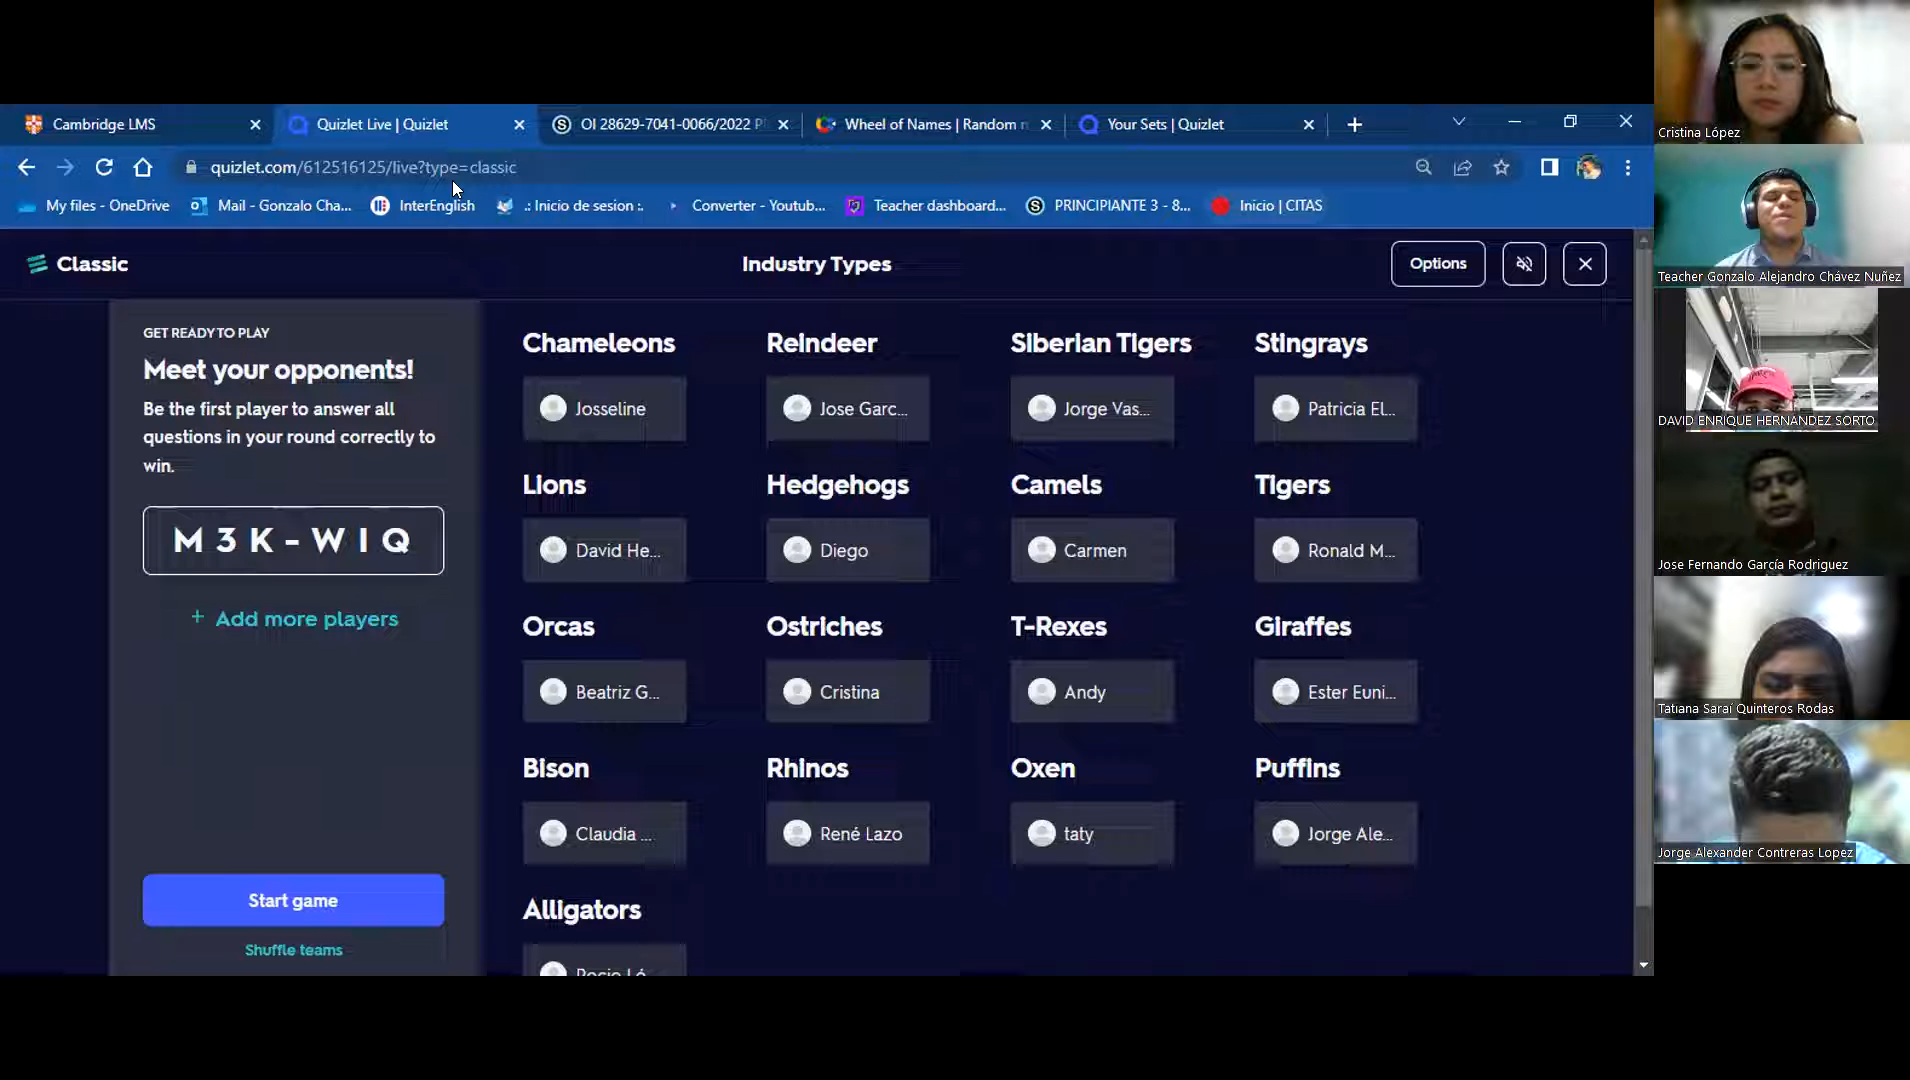 Cambridge LMS
Quizlet Live | Quizlet
OI 28629-7041-0066/2022 P
Wheel of Names | Random n
Your Sets | Quizlet
quizlet.com/612516125/live?type=classic
My files - OneDrive
Mail - Gonzalo Cha...
InterEnglish
.: Inicio de sesion :.
Converter - Youtub...
Teacher dashboard...
PRINCIPIANTE 3 - 8...
Inicio | CITAS
Classic
Industry Types
Options
GET READY TO PLAY
Meet your opponents!
Be the first player to answer all
questions in your round correctly to
win.
M3K-WIQ
+ Add more players
Start game
Shuffle teams
Chameleons
Reindeer
Siberian Tigers
Stingrays
Josseline
Jose Garc...
Jorge Vas...
Patricia El...
Lions
Hedgehogs
Camels
Tigers
David He...
Diego
Carmen
Ronald M...
Orcas
Ostriches
T-Rexes
Giraffes
Beatriz G...
Cristina
Andy
Ester Euni...
Bison
Rhinos
Oxen
Puffins
Claudia ...
René Lazo
taty
Jorge Ale...
Alligators
Cristina López
Teacher Gonzalo Alejandro Chávez Nuñez
DAVID ENRIQUE HERNANDEZ SORTO
Jose Fernando García Rodriguez
Tatiana Saraí Quinteros Rodas
Jorge Alexander Contreras Lopez